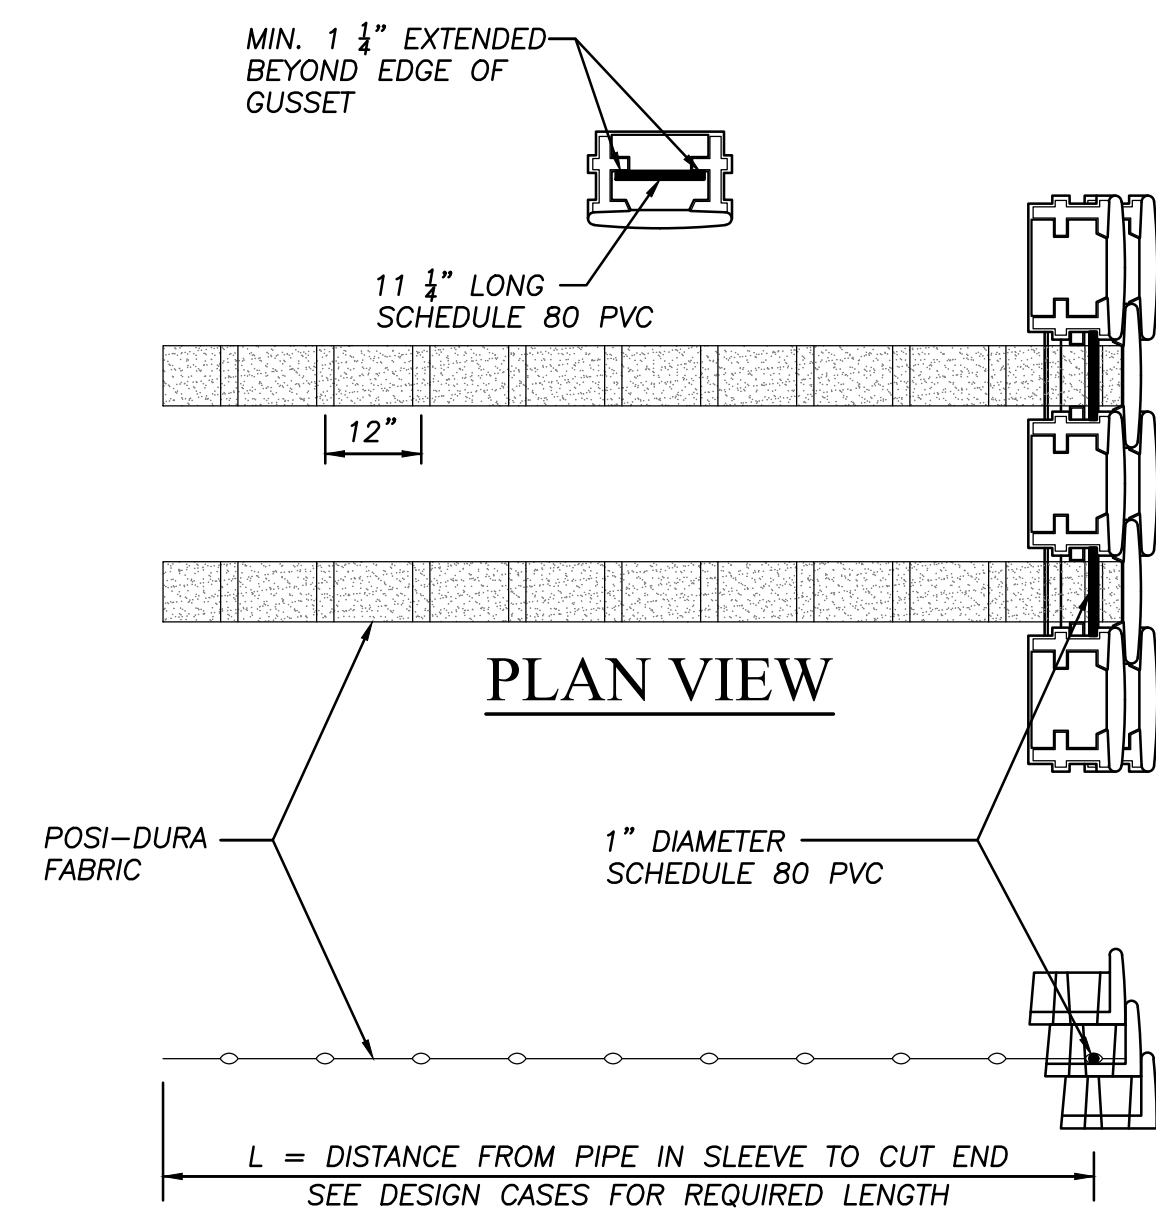 MIN. 1 1/4" EXTENDED
BEYOND EDGE OF
GUSSET
11 1/4" LONG
SCHEDULE 80 PVC
12"
PLAN VIEW
POSI-DURA
FABRIC
1" DIAMETER
SCHEDULE 80 PVC
L = DISTANCE FROM PIPE IN SLEEVE TO CUT END
SEE DESIGN CASES FOR REQUIRED LENGTH